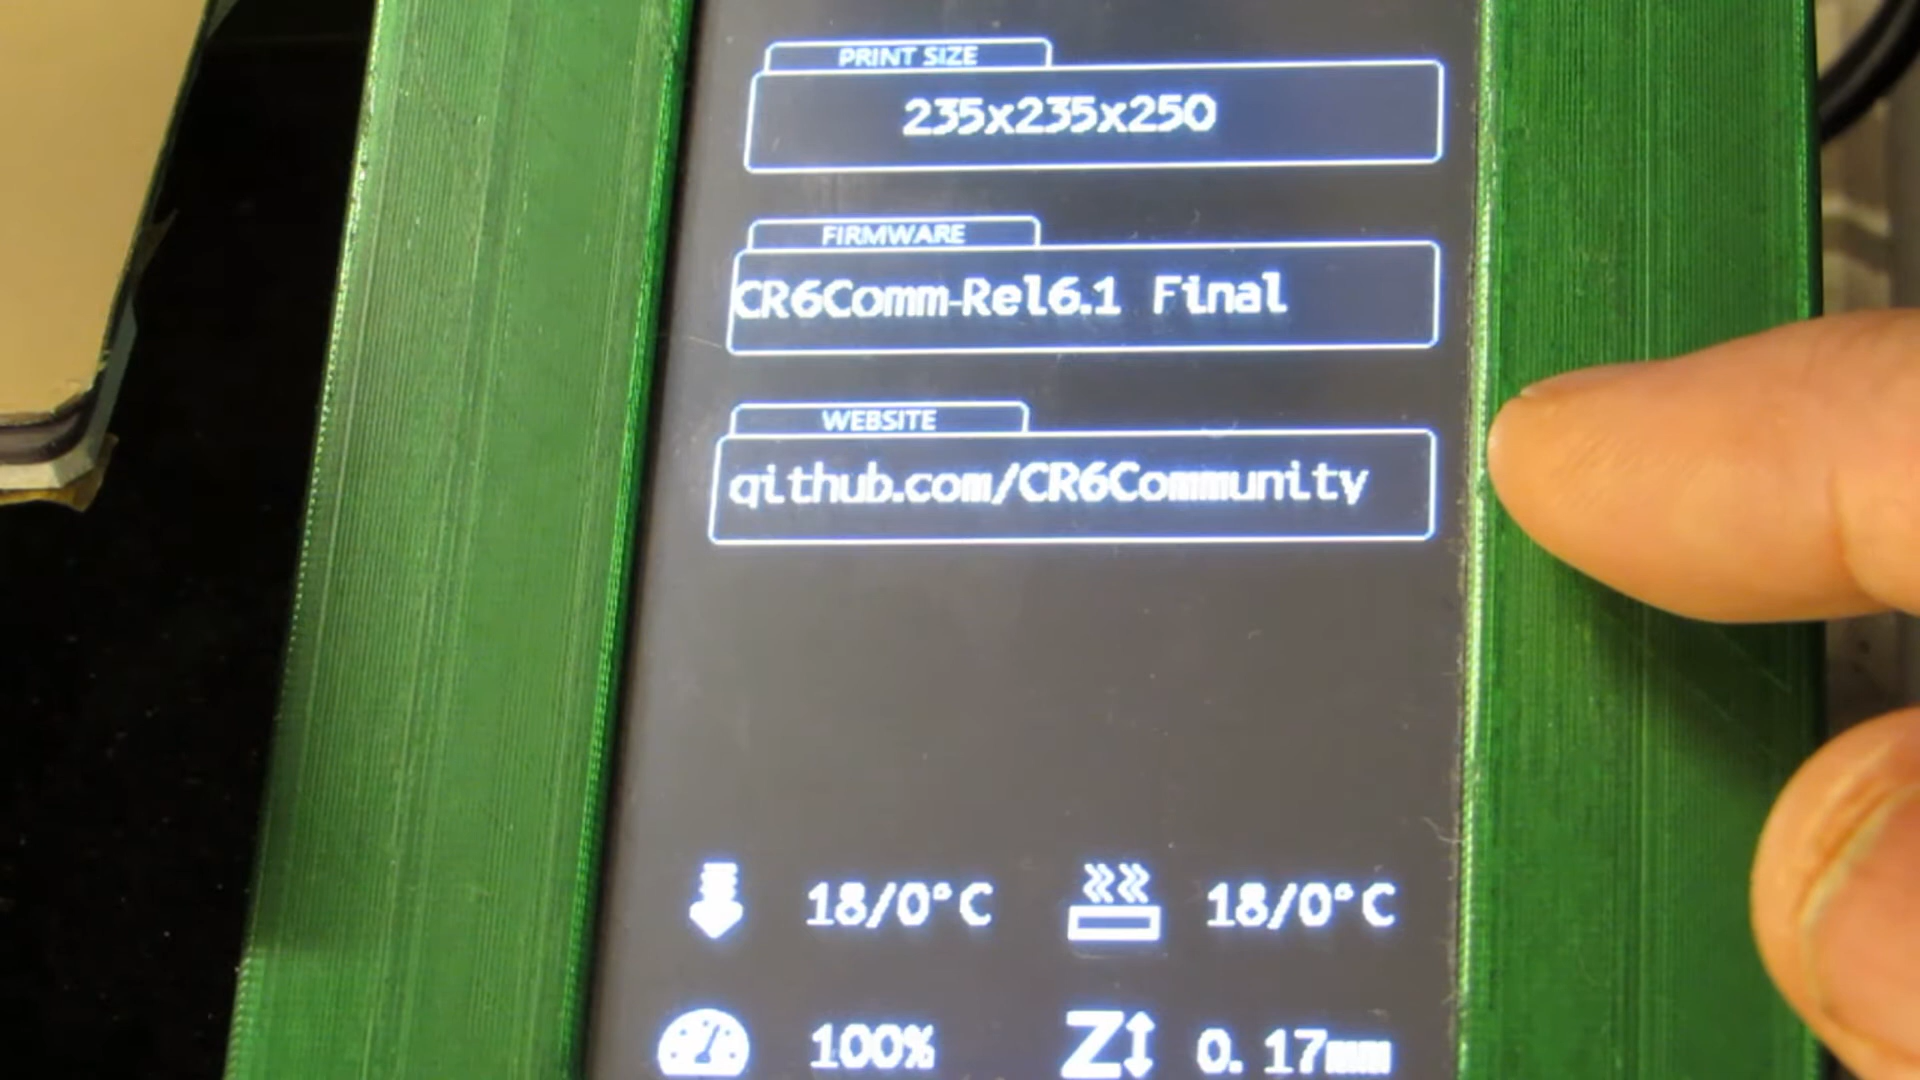 PRINT SIZE
235x235x250
FIRMWARE
CR6Comm-Rel6.1 Final
WEBSITE
github.com/CR6Community
18/0°C 18/0°C
100% Z 0.17mm